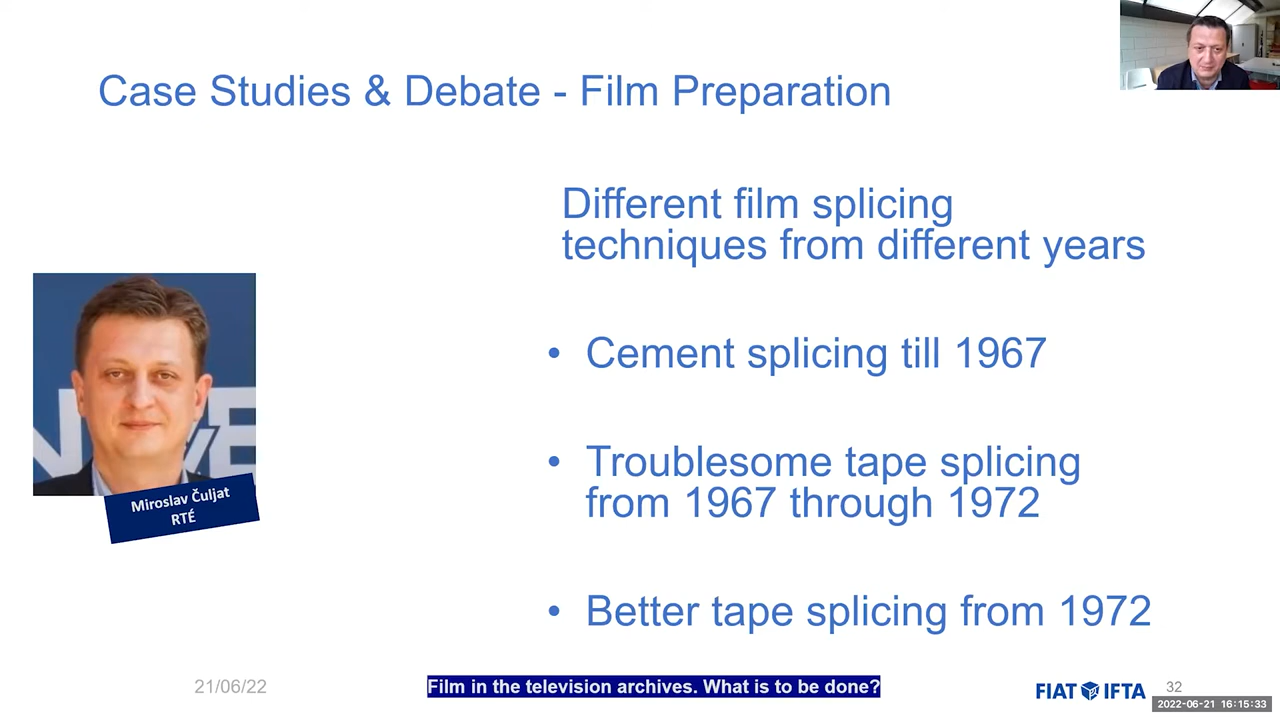 Case Studies & Debate - Film Preparation
Different film splicing
techniques from different years
• Cement splicing till 1967
• Troublesome tape splicing
from 1967 through 1972
• Better tape splicing from 1972
Miroslav Čuljat
RTÉ
21/06/22
Film in the television archives. What is to be done?
FIAT IFTA
32
2022-06-21 16:15:33